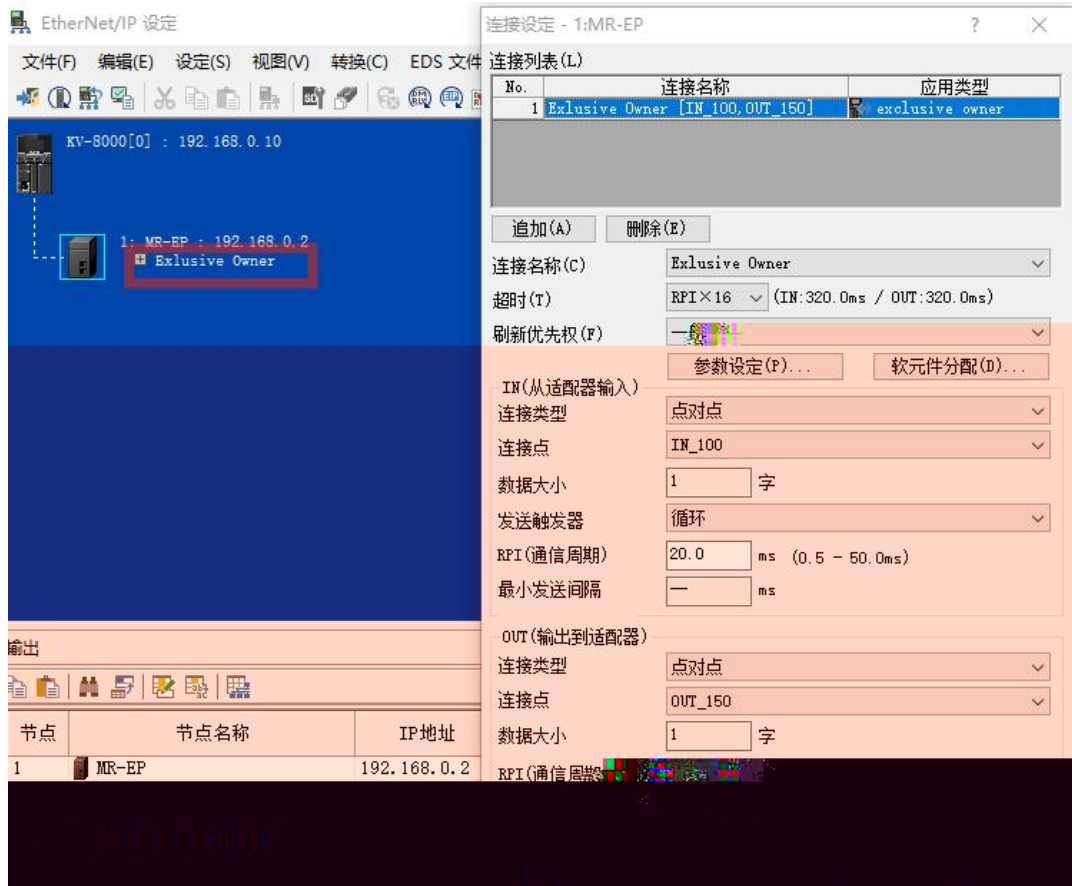 EtherNet/IP 设定
文件(F) 编辑(E) 设定(S) 视图(V) 转换(C) EDS 文件
KV-8000[0] : 192.168.0.10
1: MR-EP : 192.168.0.2
Exlusive Owner
输出
节点 节点名称 IP地址
1 MR-EP 192.168.0.2
连接设定 - 1:MR-EP
连接列表(L)
No. 连接名称 应用类型
1 Exlusive Owner [IN_100,OUT_150] exclusive owner
追加(A) 删除(E)
连接名称(C) Exlusive Owner
超时(T) RPI×16 (IN:320.0ms / OUT:320.0ms)
刷新优先权(F) 一
参数设定(P)... 软元件分配(D)...
IN(从适配器输入)
连接类型 点对点
连接点 IN_100
数据大小 1 字
发送触发器 循环
RPI(通信周期) 20.0 ms (0.5 - 50.0ms)
最小发送间隔 — ms
OUT(输出到适配器)
连接类型 点对点
连接点 OUT_150
数据大小 1 字
RPI(通信周